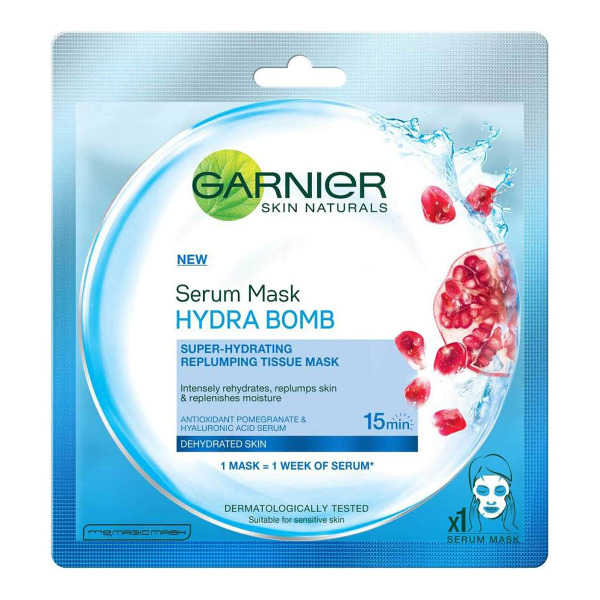 GARNIER
SKIN NATURALS
NEW
Serum Mask
HYDRA BOMB
SUPER-HYDRATING
REPLUMPING TISSUE MASK
Intensely rehydrates, replumps skin
& replenishes moisture
ANTIOXIDANT POMEGRANATE &
HYALURONIC ACID SERUM
15min
DEHYDRATED SKIN
1 MASK = 1 WEEK OF SERUM*
DERMATOLOGICALLY TESTED
Suitable for sensitive skin
x1
SERUM MASK